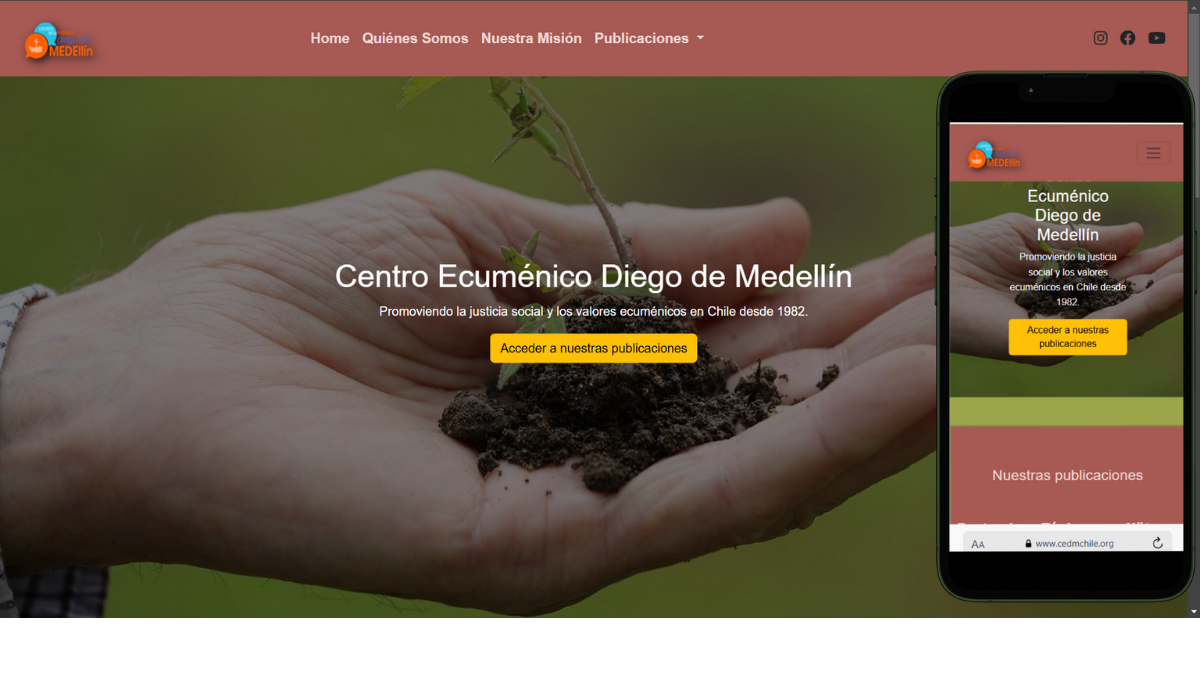 MEDEllín
Home Quiénes Somos Nuestra Misión Publicaciones
Centro Ecuménico Diego de Medellín
Promoviendo la justicia social y los valores ecuménicos en Chile desde 1982.
Acceder a nuestras publicaciones
MEDEllín
Ecuménico
Diego de
Medellín
Promoviendo la justicia
social y los valores
ecuménicos en Chile desde
1982.
Acceder a nuestras
publicaciones
Nuestras publicaciones
AA www.cedmchile.org